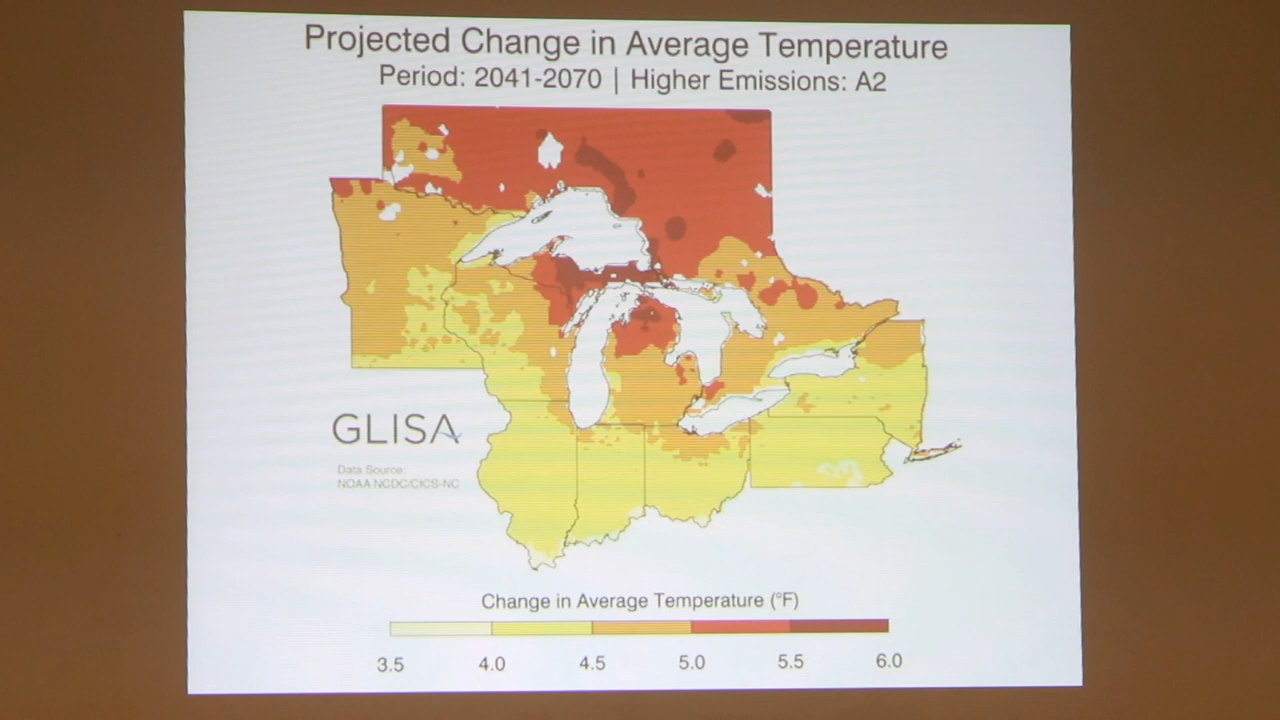 Projected Change in Average Temperature
Period: 2041-2070 | Higher Emissions: A2
GLISA
Data Source:
NOAA NCDC/CICS-NC
Change in Average Temperature (°F)
3.5 4.0 4.5 5.0 5.5 6.0